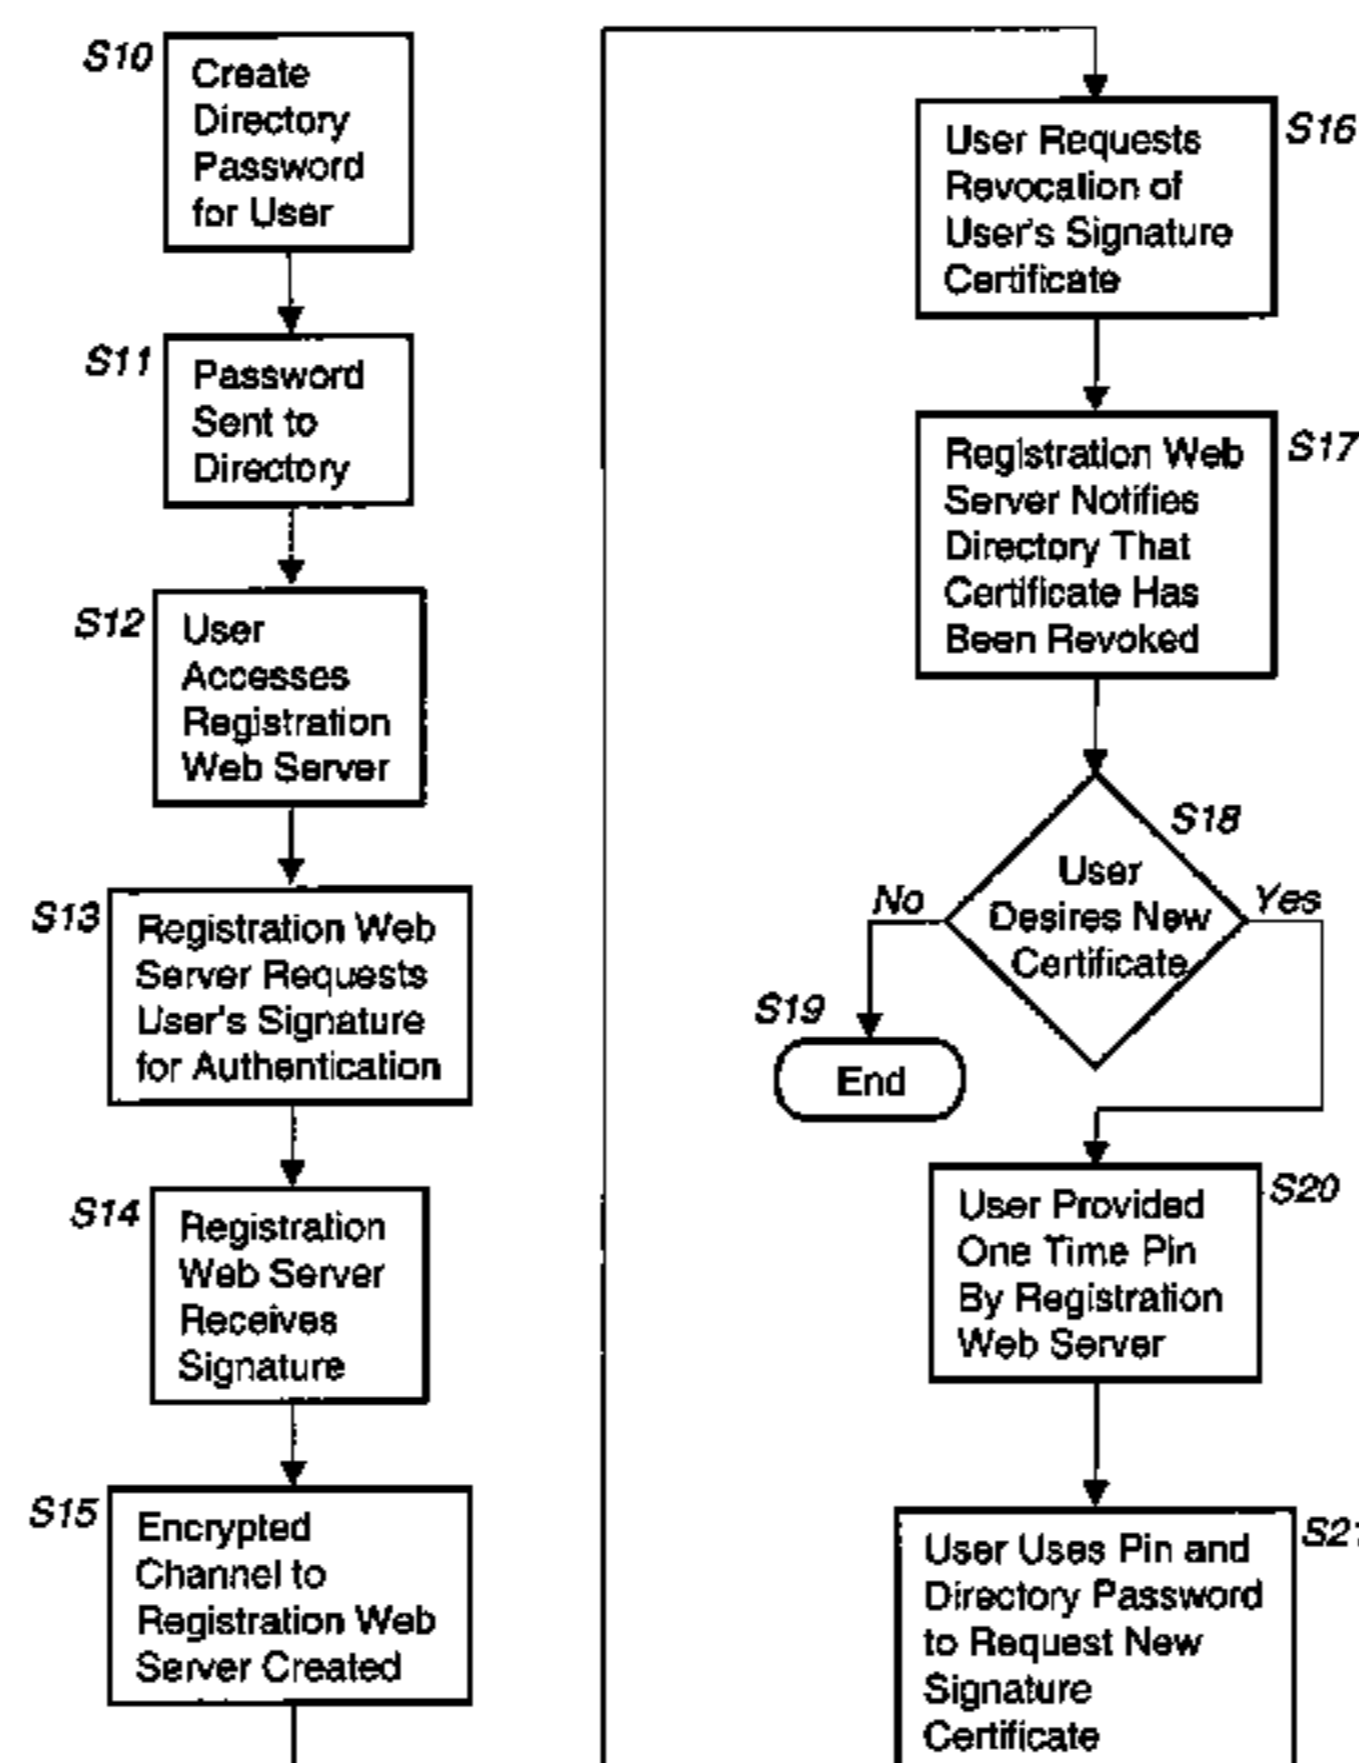 S10
Create
Directory
Password
for User
S11
Password
Sent to
Directory
S12
User
Accesses
Registration
Web Server
S13
Registration Web
Server Requests
User's Signature
for Authentication
S14
Registration
Web Server
Receives
Signature
S15
Encrypted
Channel to
Registration Web
Server Created
S16
User Requests
Revocation of
User's Signature
Certificate
S17
Registration Web
Server Notifies
Directory That
Certificate Has
Been Revoked
S18
User
Desires New
Certificate
No
Yes
S19
End
S20
User Provided
One Time Pin
By Registration
Web Server
S21
User Uses Pin and
Directory Password
to Request New
Signature
Certificate